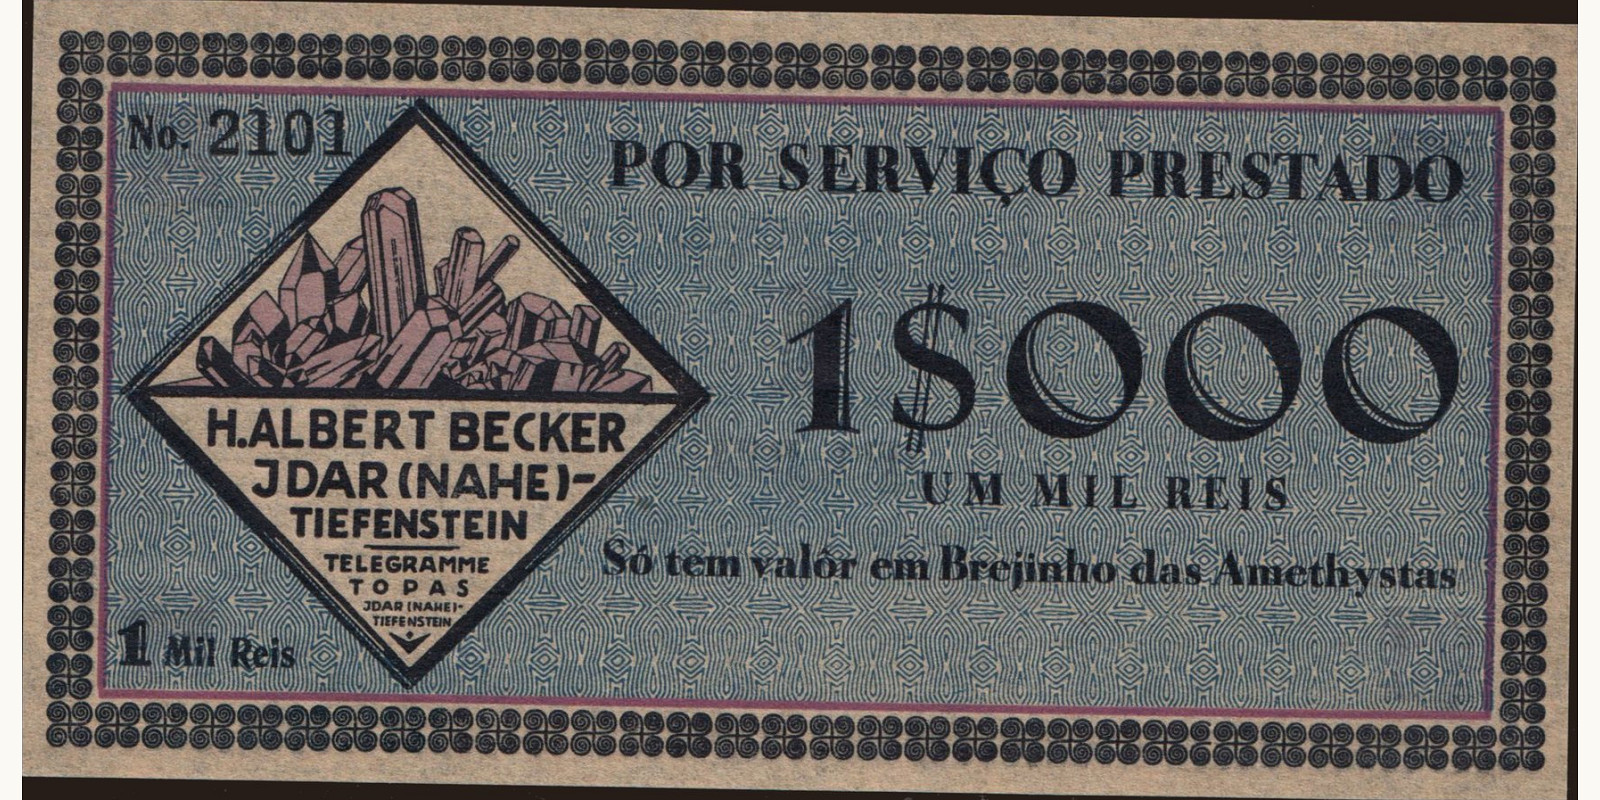 No. 2101
POR SERVIÇO PRESTADO
1$000
UM MIL REIS
Só tem valôr em Brejinho das Amethystas
H. ALBERT BECKER
JDAR (NAHE)-
TIEFENSTEIN
TELEGRAMME
TOPAS
JDAR (NAHE)-
TIEFENSTEIN
1 Mil Reis